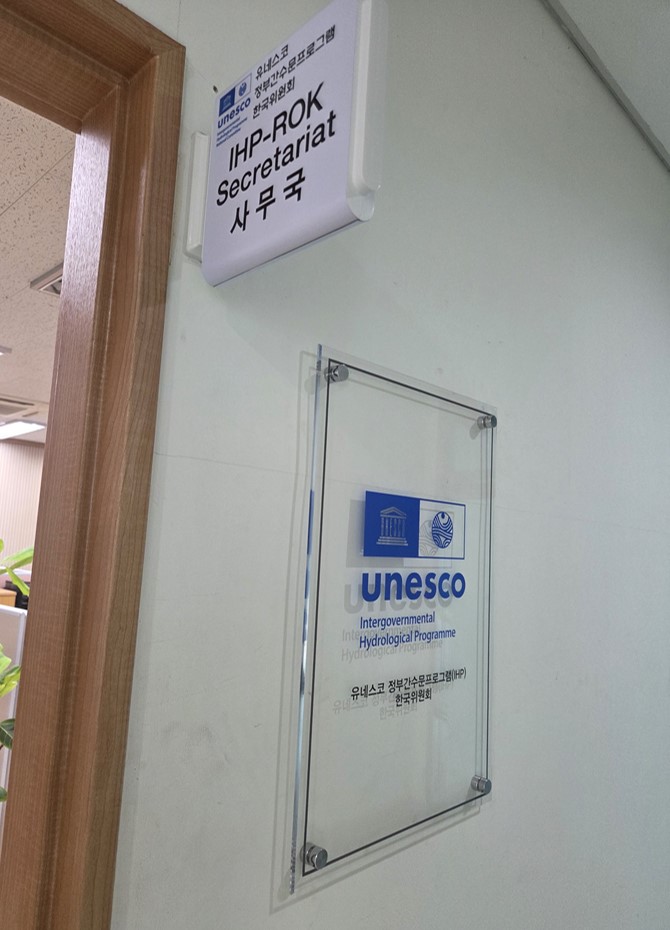 unesco
유네스코
정부간수문프로그램
한국위원회
IHP-ROK
Secretariat
사무국
unesco
Intergovernmental
Hydrological Programme
유네스코 정부간수문프로그램(IHP)
한국위원회